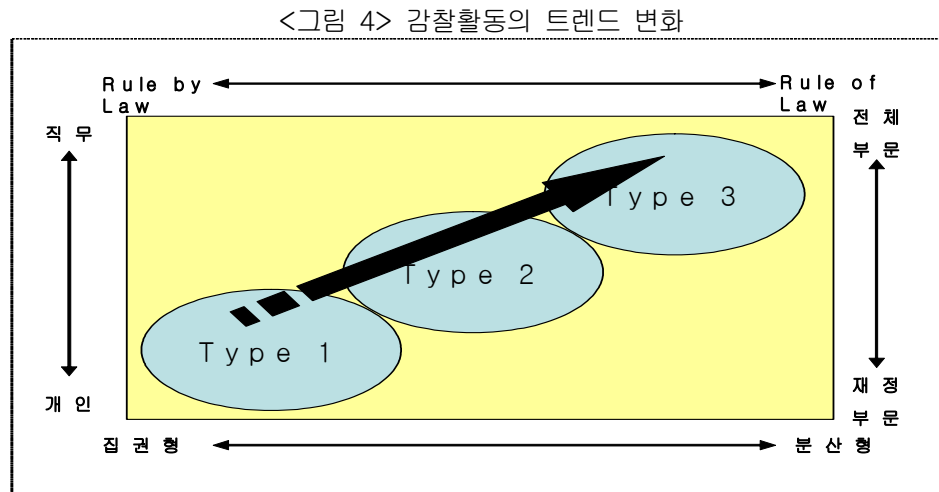 <그림 4> 감찰활동의 트렌드 변화
Rule by
Law
Rule of
Law
직무
전체
부문
Type 3
Type 2
Type 1
개인
재정
부문
집권형
분산형